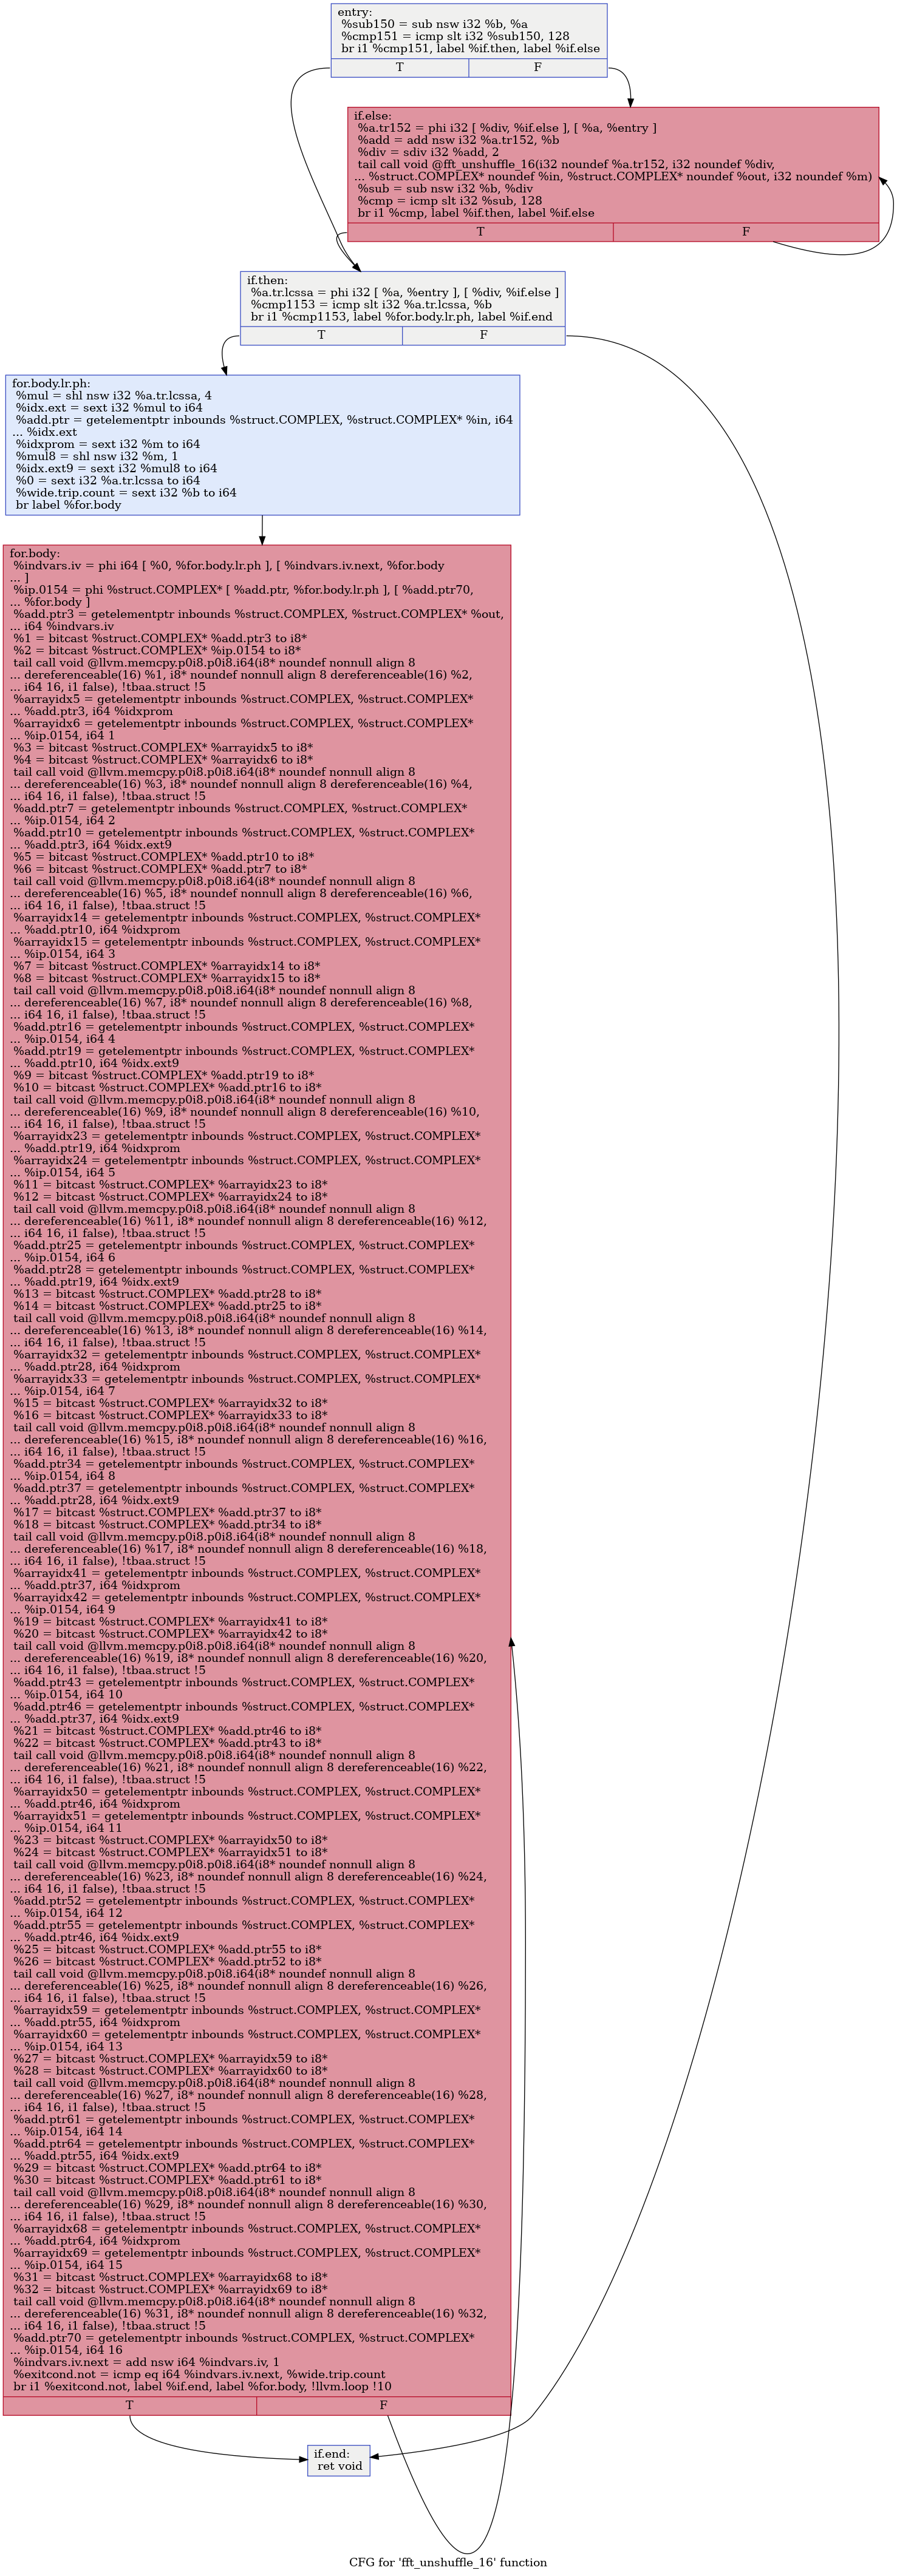 entry:
%sub150 = sub nsw i32 %b, %a
%cmp151 = icmp slt i32 %sub150, 128
br i1 %cmp151, label %if.then, label %if.else
T
F
if.else:
%a.tr152 = phi i32 [ %div, %if.else ], [ %a, %entry ]
%add = add nsw i32 %a.tr152, %b
%div = sdiv i32 %add, 2
tail call void @fft_unshuffle_16(i32 noundef %a.tr152, i32 noundef %div,
... %struct.COMPLEX* noundef %in, %struct.COMPLEX* noundef %out, i32 noundef %m)
%sub = sub nsw i32 %b, %div
%cmp = icmp slt i32 %sub, 128
br i1 %cmp, label %if.then, label %if.else
T
F
if.then:
%a.tr.lcssa = phi i32 [ %a, %entry ], [ %div, %if.else ]
%cmp1153 = icmp slt i32 %a.tr.lcssa, %b
br i1 %cmp1153, label %for.body.lr.ph, label %if.end
T
F
for.body.lr.ph:
%mul = shl nsw i32 %a.tr.lcssa, 4
%idx.ext = sext i32 %mul to i64
%add.ptr = getelementptr inbounds %struct.COMPLEX, %struct.COMPLEX* %in, i64
... %idx.ext
%idxprom = sext i32 %m to i64
%mul8 = shl nsw i32 %m, 1
%idx.ext9 = sext i32 %mul8 to i64
%0 = sext i32 %a.tr.lcssa to i64
%wide.trip.count = sext i32 %b to i64
br label %for.body
for.body:
%indvars.iv = phi i64 [ %0, %for.body.lr.ph ], [ %indvars.iv.next, %for.body
... ]
%ip.0154 = phi %struct.COMPLEX* [ %add.ptr, %for.body.lr.ph ], [ %add.ptr70,
... %for.body ]
%add.ptr3 = getelementptr inbounds %struct.COMPLEX, %struct.COMPLEX* %out,
... i64 %indvars.iv
%1 = bitcast %struct.COMPLEX* %add.ptr3 to i8*
%2 = bitcast %struct.COMPLEX* %ip.0154 to i8*
tail call void @llvm.memcpy.p0i8.p0i8.i64(i8* noundef nonnull align 8
... dereferenceable(16) %1, i8* noundef nonnull align 8 dereferenceable(16) %2,
... i64 16, i1 false), !tbaa.struct !5
%arrayidx5 = getelementptr inbounds %struct.COMPLEX, %struct.COMPLEX*
... %add.ptr3, i64 %idxprom
%arrayidx6 = getelementptr inbounds %struct.COMPLEX, %struct.COMPLEX*
... %ip.0154, i64 1
%3 = bitcast %struct.COMPLEX* %arrayidx5 to i8*
%4 = bitcast %struct.COMPLEX* %arrayidx6 to i8*
tail call void @llvm.memcpy.p0i8.p0i8.i64(i8* noundef nonnull align 8
... dereferenceable(16) %3, i8* noundef nonnull align 8 dereferenceable(16) %4,
... i64 16, i1 false), !tbaa.struct !5
%add.ptr7 = getelementptr inbounds %struct.COMPLEX, %struct.COMPLEX*
... %ip.0154, i64 2
%add.ptr10 = getelementptr inbounds %struct.COMPLEX, %struct.COMPLEX*
... %add.ptr3, i64 %idx.ext9
%5 = bitcast %struct.COMPLEX* %add.ptr10 to i8*
%6 = bitcast %struct.COMPLEX* %add.ptr7 to i8*
tail call void @llvm.memcpy.p0i8.p0i8.i64(i8* noundef nonnull align 8
... dereferenceable(16) %5, i8* noundef nonnull align 8 dereferenceable(16) %6,
... i64 16, i1 false), !tbaa.struct !5
%arrayidx14 = getelementptr inbounds %struct.COMPLEX, %struct.COMPLEX*
... %add.ptr10, i64 %idxprom
%arrayidx15 = getelementptr inbounds %struct.COMPLEX, %struct.COMPLEX*
... %ip.0154, i64 3
%7 = bitcast %struct.COMPLEX* %arrayidx14 to i8*
%8 = bitcast %struct.COMPLEX* %arrayidx15 to i8*
tail call void @llvm.memcpy.p0i8.p0i8.i64(i8* noundef nonnull align 8
... dereferenceable(16) %7, i8* noundef nonnull align 8 dereferenceable(16) %8,
... i64 16, i1 false), !tbaa.struct !5
%add.ptr16 = getelementptr inbounds %struct.COMPLEX, %struct.COMPLEX*
... %ip.0154, i64 4
%add.ptr19 = getelementptr inbounds %struct.COMPLEX, %struct.COMPLEX*
... %add.ptr10, i64 %idx.ext9
%9 = bitcast %struct.COMPLEX* %add.ptr19 to i8*
%10 = bitcast %struct.COMPLEX* %add.ptr16 to i8*
tail call void @llvm.memcpy.p0i8.p0i8.i64(i8* noundef nonnull align 8
... dereferenceable(16) %9, i8* noundef nonnull align 8 dereferenceable(16) %10,
... i64 16, i1 false), !tbaa.struct !5
%arrayidx23 = getelementptr inbounds %struct.COMPLEX, %struct.COMPLEX*
... %add.ptr19, i64 %idxprom
%arrayidx24 = getelementptr inbounds %struct.COMPLEX, %struct.COMPLEX*
... %ip.0154, i64 5
%11 = bitcast %struct.COMPLEX* %arrayidx23 to i8*
%12 = bitcast %struct.COMPLEX* %arrayidx24 to i8*
tail call void @llvm.memcpy.p0i8.p0i8.i64(i8* noundef nonnull align 8
... dereferenceable(16) %11, i8* noundef nonnull align 8 dereferenceable(16) %12,
... i64 16, i1 false), !tbaa.struct !5
%add.ptr25 = getelementptr inbounds %struct.COMPLEX, %struct.COMPLEX*
... %ip.0154, i64 6
%add.ptr28 = getelementptr inbounds %struct.COMPLEX, %struct.COMPLEX*
... %add.ptr19, i64 %idx.ext9
%13 = bitcast %struct.COMPLEX* %add.ptr28 to i8*
%14 = bitcast %struct.COMPLEX* %add.ptr25 to i8*
tail call void @llvm.memcpy.p0i8.p0i8.i64(i8* noundef nonnull align 8
... dereferenceable(16) %13, i8* noundef nonnull align 8 dereferenceable(16) %14,
... i64 16, i1 false), !tbaa.struct !5
%arrayidx32 = getelementptr inbounds %struct.COMPLEX, %struct.COMPLEX*
... %add.ptr28, i64 %idxprom
%arrayidx33 = getelementptr inbounds %struct.COMPLEX, %struct.COMPLEX*
... %ip.0154, i64 7
%15 = bitcast %struct.COMPLEX* %arrayidx32 to i8*
%16 = bitcast %struct.COMPLEX* %arrayidx33 to i8*
tail call void @llvm.memcpy.p0i8.p0i8.i64(i8* noundef nonnull align 8
... dereferenceable(16) %15, i8* noundef nonnull align 8 dereferenceable(16) %16,
... i64 16, i1 false), !tbaa.struct !5
%add.ptr34 = getelementptr inbounds %struct.COMPLEX, %struct.COMPLEX*
... %ip.0154, i64 8
%add.ptr37 = getelementptr inbounds %struct.COMPLEX, %struct.COMPLEX*
... %add.ptr28, i64 %idx.ext9
%17 = bitcast %struct.COMPLEX* %add.ptr37 to i8*
%18 = bitcast %struct.COMPLEX* %add.ptr34 to i8*
tail call void @llvm.memcpy.p0i8.p0i8.i64(i8* noundef nonnull align 8
... dereferenceable(16) %17, i8* noundef nonnull align 8 dereferenceable(16) %18,
... i64 16, i1 false), !tbaa.struct !5
%arrayidx41 = getelementptr inbounds %struct.COMPLEX, %struct.COMPLEX*
... %add.ptr37, i64 %idxprom
%arrayidx42 = getelementptr inbounds %struct.COMPLEX, %struct.COMPLEX*
... %ip.0154, i64 9
%19 = bitcast %struct.COMPLEX* %arrayidx41 to i8*
%20 = bitcast %struct.COMPLEX* %arrayidx42 to i8*
tail call void @llvm.memcpy.p0i8.p0i8.i64(i8* noundef nonnull align 8
... dereferenceable(16) %19, i8* noundef nonnull align 8 dereferenceable(16) %20,
... i64 16, i1 false), !tbaa.struct !5
%add.ptr43 = getelementptr inbounds %struct.COMPLEX, %struct.COMPLEX*
... %ip.0154, i64 10
%add.ptr46 = getelementptr inbounds %struct.COMPLEX, %struct.COMPLEX*
... %add.ptr37, i64 %idx.ext9
%21 = bitcast %struct.COMPLEX* %add.ptr46 to i8*
%22 = bitcast %struct.COMPLEX* %add.ptr43 to i8*
tail call void @llvm.memcpy.p0i8.p0i8.i64(i8* noundef nonnull align 8
... dereferenceable(16) %21, i8* noundef nonnull align 8 dereferenceable(16) %22,
... i64 16, i1 false), !tbaa.struct !5
%arrayidx50 = getelementptr inbounds %struct.COMPLEX, %struct.COMPLEX*
... %add.ptr46, i64 %idxprom
%arrayidx51 = getelementptr inbounds %struct.COMPLEX, %struct.COMPLEX*
... %ip.0154, i64 11
%23 = bitcast %struct.COMPLEX* %arrayidx50 to i8*
%24 = bitcast %struct.COMPLEX* %arrayidx51 to i8*
tail call void @llvm.memcpy.p0i8.p0i8.i64(i8* noundef nonnull align 8
... dereferenceable(16) %23, i8* noundef nonnull align 8 dereferenceable(16) %24,
... i64 16, i1 false), !tbaa.struct !5
%add.ptr52 = getelementptr inbounds %struct.COMPLEX, %struct.COMPLEX*
... %ip.0154, i64 12
%add.ptr55 = getelementptr inbounds %struct.COMPLEX, %struct.COMPLEX*
... %add.ptr46, i64 %idx.ext9
%25 = bitcast %struct.COMPLEX* %add.ptr55 to i8*
%26 = bitcast %struct.COMPLEX* %add.ptr52 to i8*
tail call void @llvm.memcpy.p0i8.p0i8.i64(i8* noundef nonnull align 8
... dereferenceable(16) %25, i8* noundef nonnull align 8 dereferenceable(16) %26,
... i64 16, i1 false), !tbaa.struct !5
%arrayidx59 = getelementptr inbounds %struct.COMPLEX, %struct.COMPLEX*
... %add.ptr55, i64 %idxprom
%arrayidx60 = getelementptr inbounds %struct.COMPLEX, %struct.COMPLEX*
... %ip.0154, i64 13
%27 = bitcast %struct.COMPLEX* %arrayidx59 to i8*
%28 = bitcast %struct.COMPLEX* %arrayidx60 to i8*
tail call void @llvm.memcpy.p0i8.p0i8.i64(i8* noundef nonnull align 8
... dereferenceable(16) %27, i8* noundef nonnull align 8 dereferenceable(16) %28,
... i64 16, i1 false), !tbaa.struct !5
%add.ptr61 = getelementptr inbounds %struct.COMPLEX, %struct.COMPLEX*
... %ip.0154, i64 14
%add.ptr64 = getelementptr inbounds %struct.COMPLEX, %struct.COMPLEX*
... %add.ptr55, i64 %idx.ext9
%29 = bitcast %struct.COMPLEX* %add.ptr64 to i8*
%30 = bitcast %struct.COMPLEX* %add.ptr61 to i8*
tail call void @llvm.memcpy.p0i8.p0i8.i64(i8* noundef nonnull align 8
... dereferenceable(16) %29, i8* noundef nonnull align 8 dereferenceable(16) %30,
... i64 16, i1 false), !tbaa.struct !5
%arrayidx68 = getelementptr inbounds %struct.COMPLEX, %struct.COMPLEX*
... %add.ptr64, i64 %idxprom
%arrayidx69 = getelementptr inbounds %struct.COMPLEX, %struct.COMPLEX*
... %ip.0154, i64 15
%31 = bitcast %struct.COMPLEX* %arrayidx68 to i8*
%32 = bitcast %struct.COMPLEX* %arrayidx69 to i8*
tail call void @llvm.memcpy.p0i8.p0i8.i64(i8* noundef nonnull align 8
... dereferenceable(16) %31, i8* noundef nonnull align 8 dereferenceable(16) %32,
... i64 16, i1 false), !tbaa.struct !5
%add.ptr70 = getelementptr inbounds %struct.COMPLEX, %struct.COMPLEX*
... %ip.0154, i64 16
%indvars.iv.next = add nsw i64 %indvars.iv, 1
%exitcond.not = icmp eq i64 %indvars.iv.next, %wide.trip.count
br i1 %exitcond.not, label %if.end, label %for.body, !llvm.loop !10
T
F
if.end:
ret void
CFG for 'fft_unshuffle_16' function